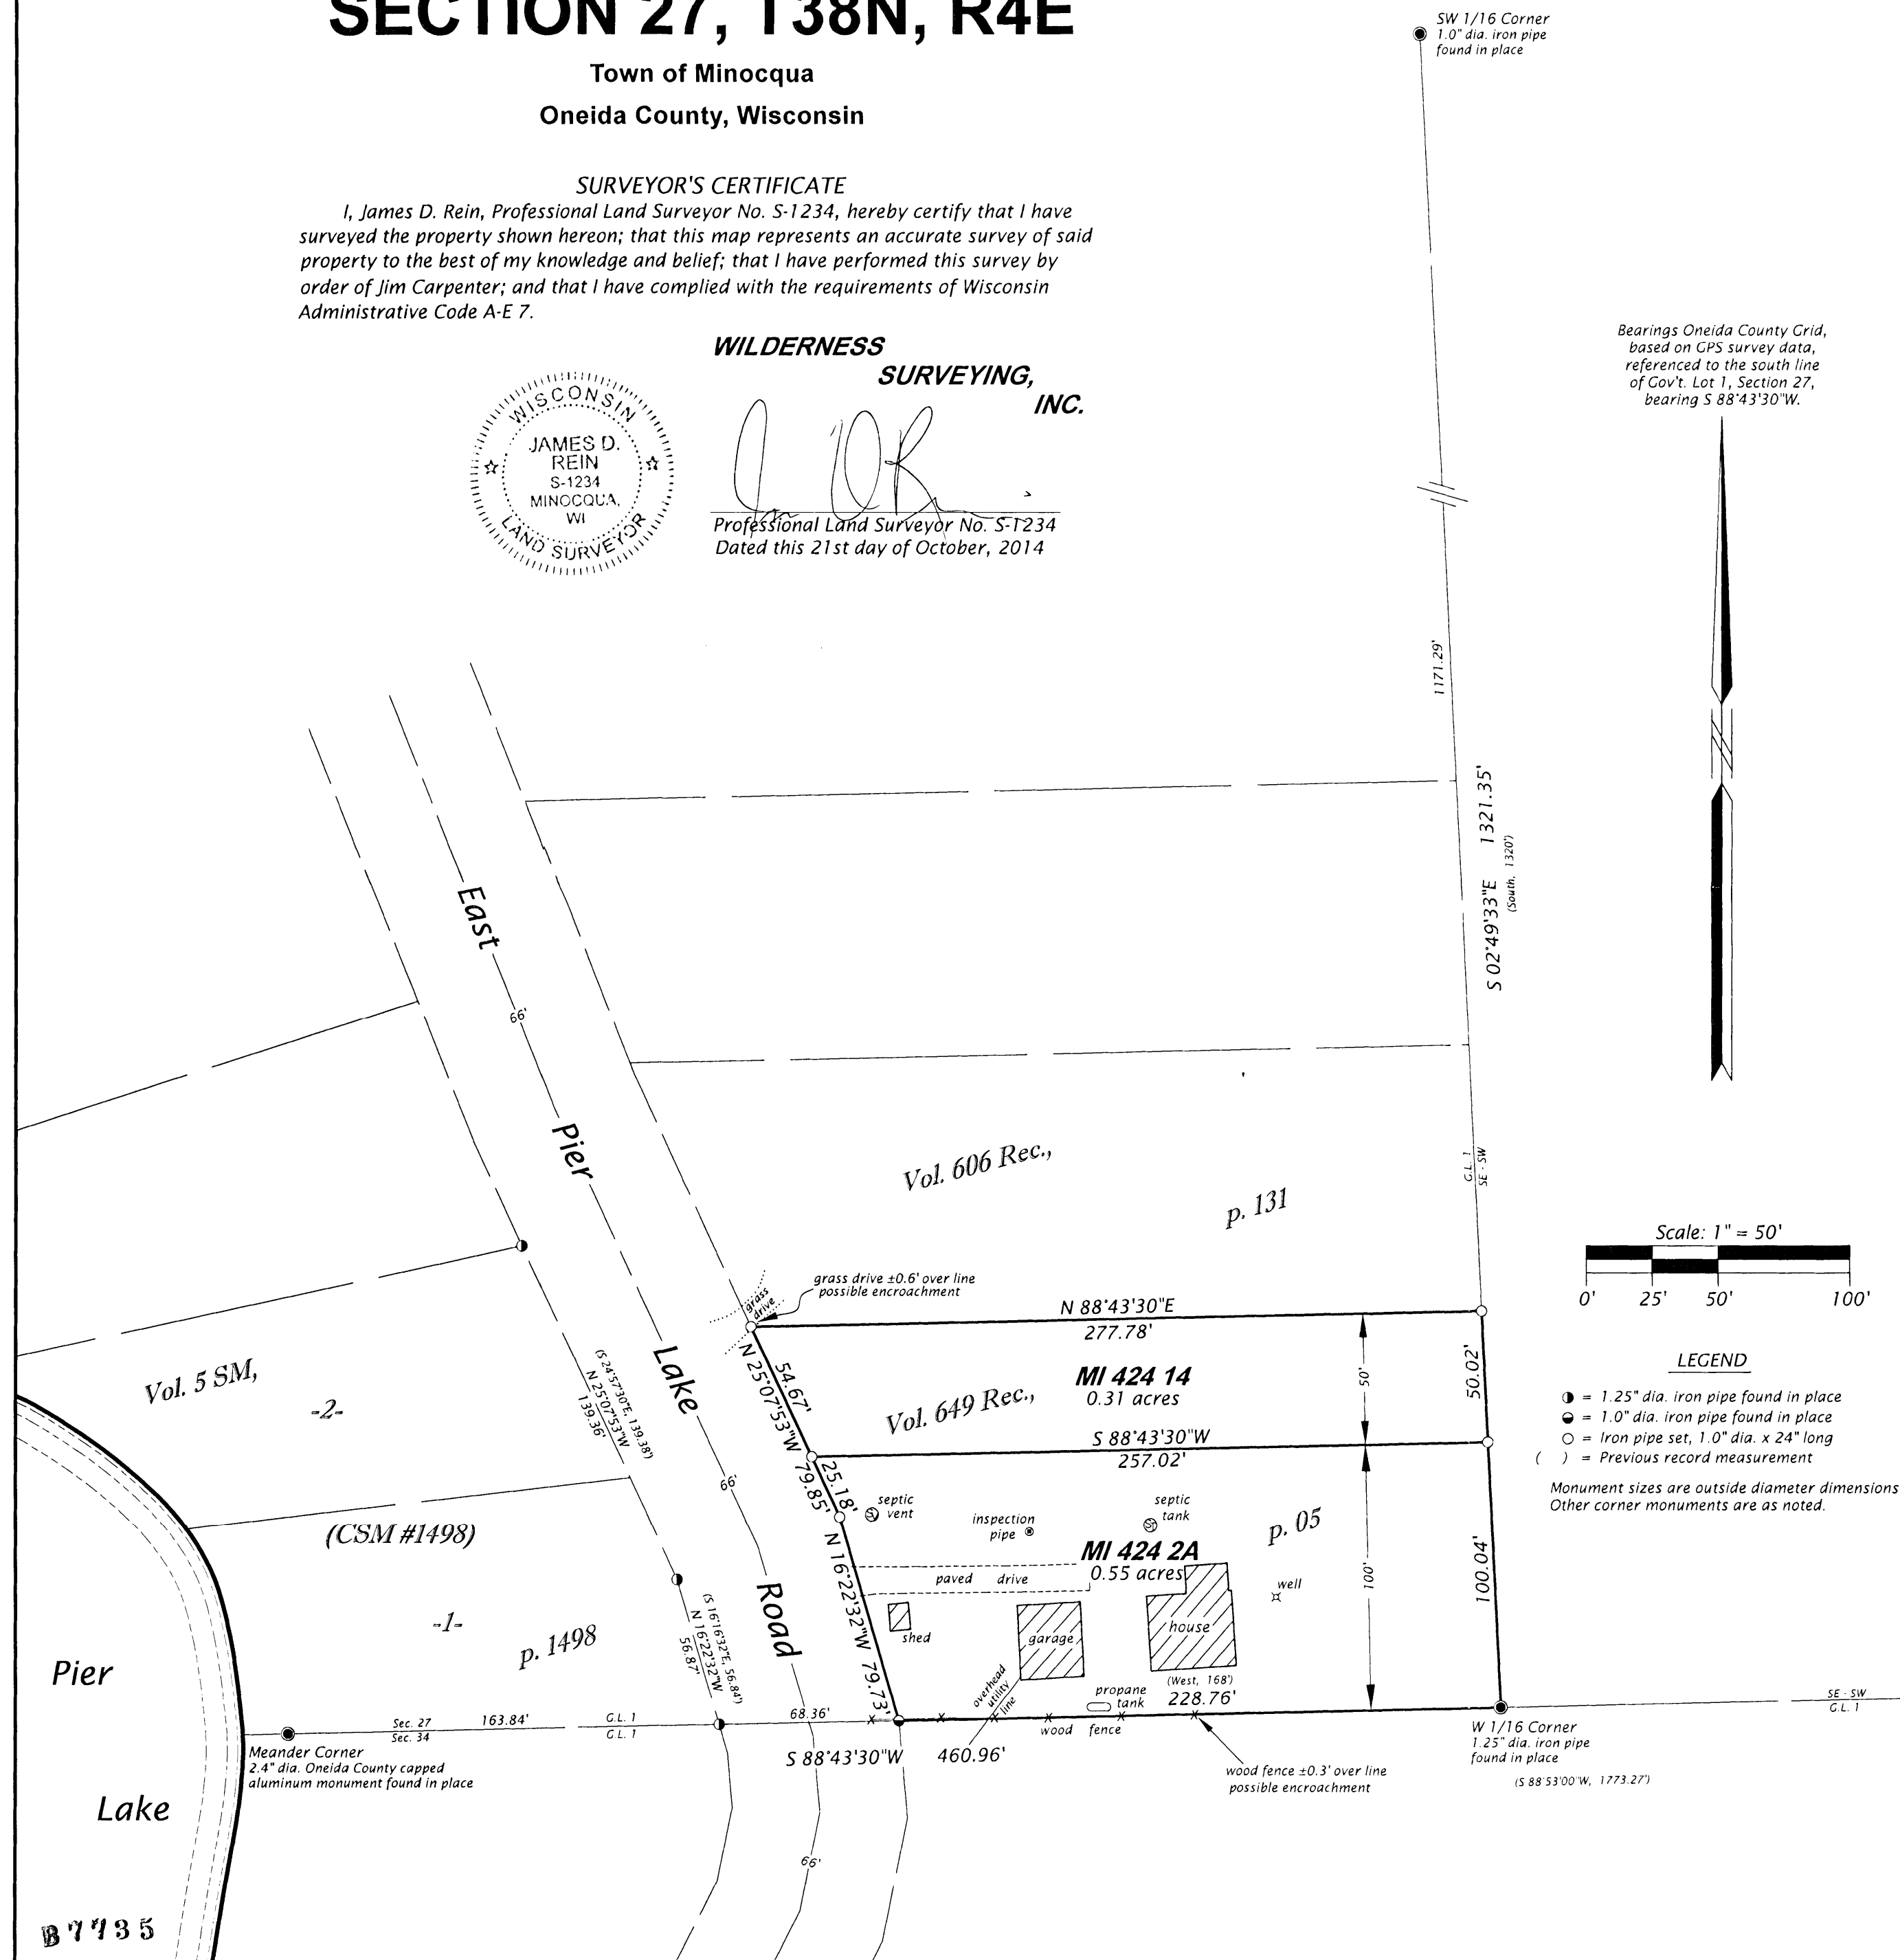 SECTION 27, T38N, R4E
Town of Minocqua
Oneida County, Wisconsin
SW 1/16 Corner
1.0" dia. iron pipe
found in place
SURVEYOR'S CERTIFICATE
I, James D. Rein, Professional Land Surveyor No. S-1234, hereby certify that I have
surveyed the property shown hereon; that this map represents an accurate survey of said
property to the best of my knowledge and belief; that I have performed this survey by
order of Jim Carpenter; and that I have complied with the requirements of Wisconsin
Administrative Code A-E 7.
WILDERNESS
SURVEYING,
INC.
WISCONSIN
JAMES D.
REIN
S-1234
MINOCQUA,
WI
LAND SURVEYOR
Professional Land Surveyor No. S-1234
Dated this 21st day of October, 2014
Bearings Oneida County Grid,
based on GPS survey data,
referenced to the south line
of Gov't. Lot 1, Section 27,
bearing S 88°43'30"W.
1171.29'
S 02°49'33"E 1321.35'
(South, 1320')
G.L. 1
SE - SW
East
66'
Pier
Lake
66'
Road
66'
Vol. 606 Rec.,
p. 131
Scale: 1" = 50'
0' 25' 50' 100'
LEGEND
= 1.25" dia. iron pipe found in place
= 1.0" dia. iron pipe found in place
= Iron pipe set, 1.0" dia. x 24" long
( ) = Previous record measurement
Monument sizes are outside diameter dimensions
Other corner monuments are as noted.
grass drive ±0.6' over line
possible encroachment
grass
drive
N 88°43'30"E
277.78'
54.67'
N 25°07'53"W 79.85'
25.18'
MI 424 14
0.31 acres
50'
50.02'
Vol. 649 Rec.,
S 88°43'30"W
257.02'
(S 24°57'30"E, 139.38')
N 25°07'53"W
139.36'
Vol. 5 SM,
-2-
(CSM #1498)
-1-
p. 1498
(S 16°16'32"E, 56.84')
N 16°22'32"W
56.87'
N 16°22'32"W 79.73'
septic
vent
inspection
pipe
septic
tank
p. 05
MI 424 2A
0.55 acres
paved drive
well
100'
100.04'
shed
garage
house
overhead
utility
line
propane
tank
(West, 168')
228.76'
wood fence
Sec. 27
Sec. 34
163.84'
G.L. 1
G.L. 1
68.36'
S 88°43'30"W 460.96'
wood fence ±0.3' over line
possible encroachment
W 1/16 Corner
1.25" dia. iron pipe
found in place
(S 88°53'00"W, 1773.27')
SE - SW
G.L. 1
Meander Corner
2.4" dia. Oneida County capped
aluminum monument found in place
Pier
Lake
B7735